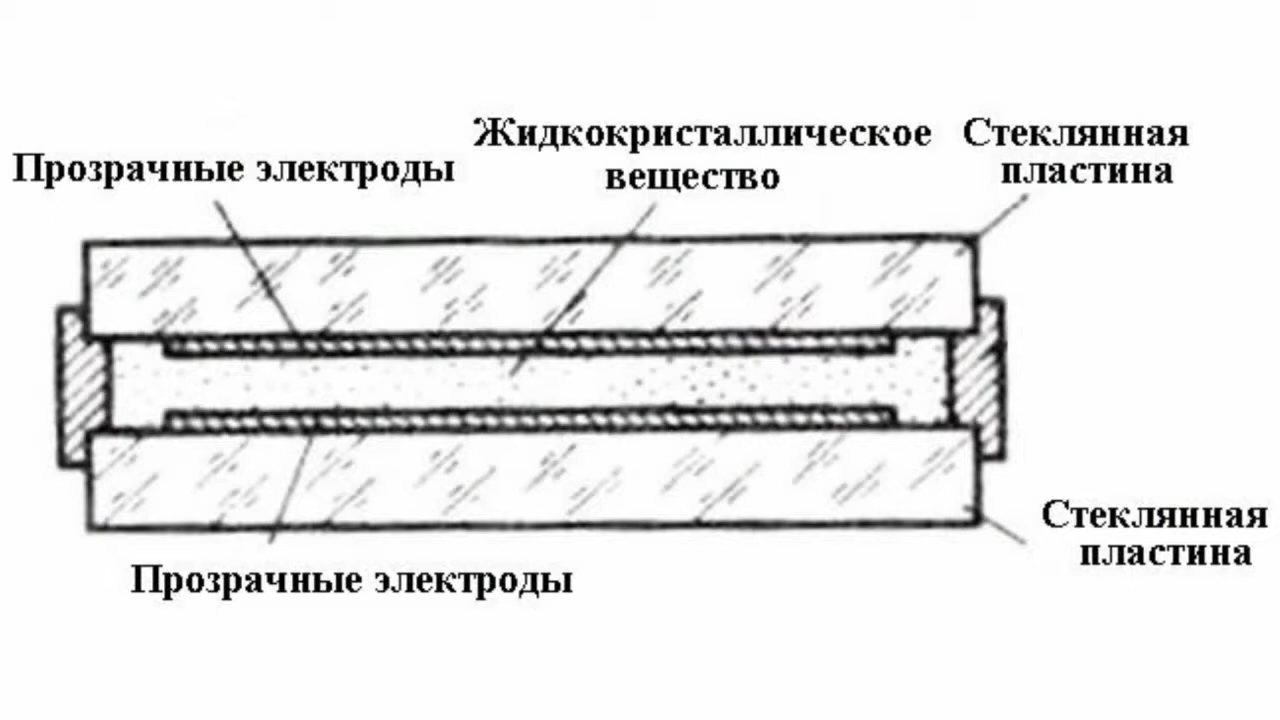 Прозрачные электроды
Жидкокристаллическое
вещество
Стеклянная
пластина
Стеклянная
пластина
Прозрачные электроды